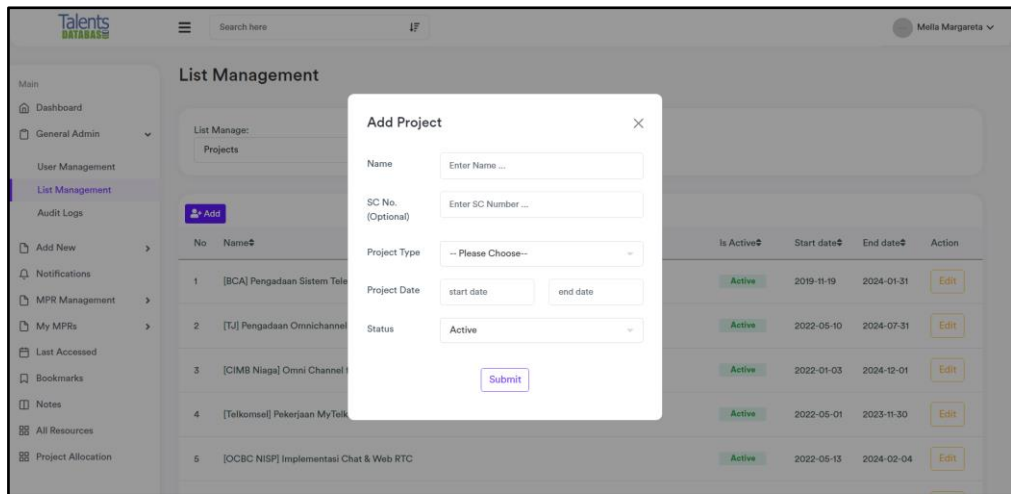 Talents
DATABASE
Search here
Mella Margareta
Main
Dashboard
General Admin
User Management
List Management
Audit Logs
Add New
Notifications
MPR Management
My MPRs
Last Accessed
Bookmarks
Notes
All Resources
Project Allocation
List Management
List Manage:
Projects
Add
No Name Is Active Start date End date Action
1 [BCA] Pengadaan Sistem Tele Active 2019-11-19 2024-01-31 Edit
2 [TJ] Pengadaan Omnichannel Active 2022-05-10 2024-07-31 Edit
3 [CIMB Niaga] Omni Channel Active 2022-01-03 2024-12-01 Edit
4 [Telkomsel] Pekerjaan MyTelk Active 2022-05-01 2023-11-30 Edit
5 [OCBC NISP] Implementasi Chat & Web RTC Active 2022-05-13 2024-02-04 Edit
Add Project
Name Enter Name ...
SC No. Enter SC Number ...
(Optional)
Project Type -- Please Choose--
Project Date start date end date
Status Active
Submit